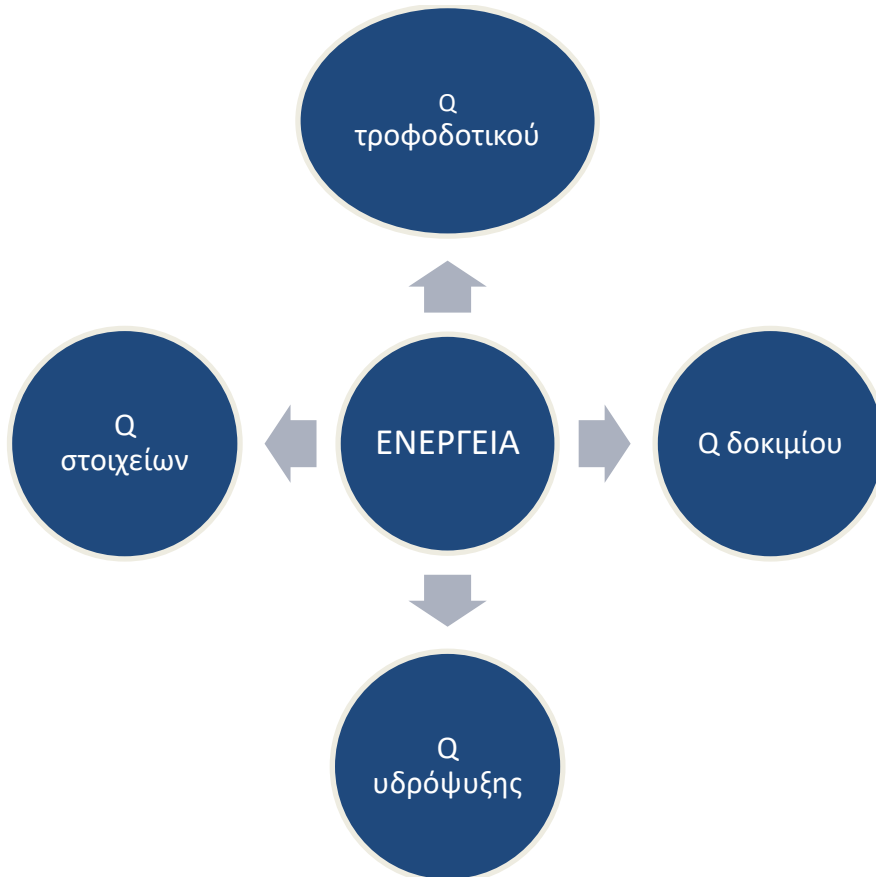 Q
τροφοδοτικού
Q
στοιχείων
ΕΝΕΡΓΕΙΑ
Q δοκιμίου
Q
υδρόψυξης